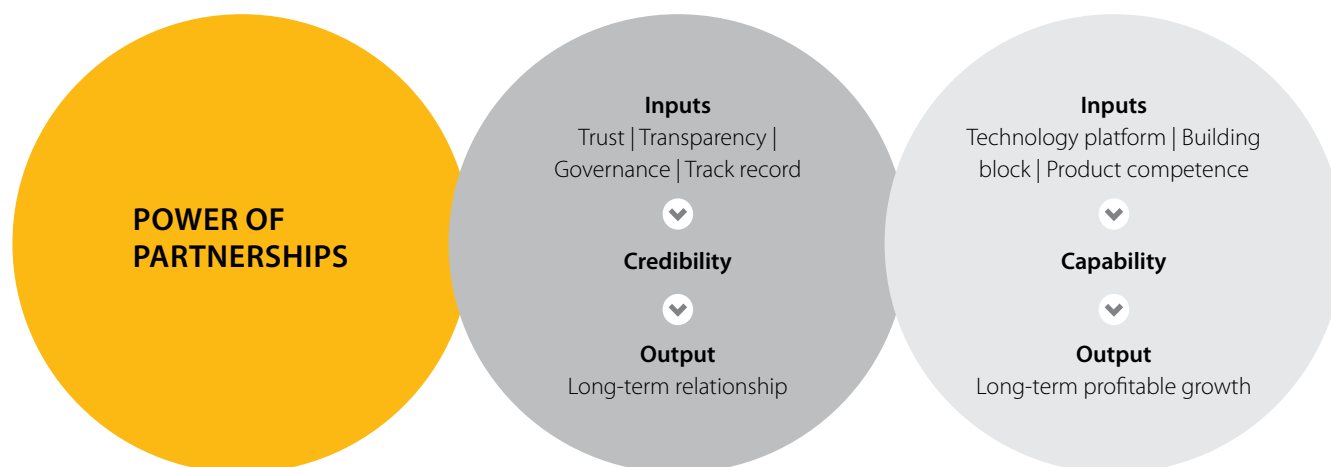 POWER OF
PARTNERSHIPS
Inputs
Trust | Transparency |
Governance | Track record
Credibility
Output
Long-term relationship
Inputs
Technology platform | Building
block | Product competence
Capability
Output
Long-term profitable growth